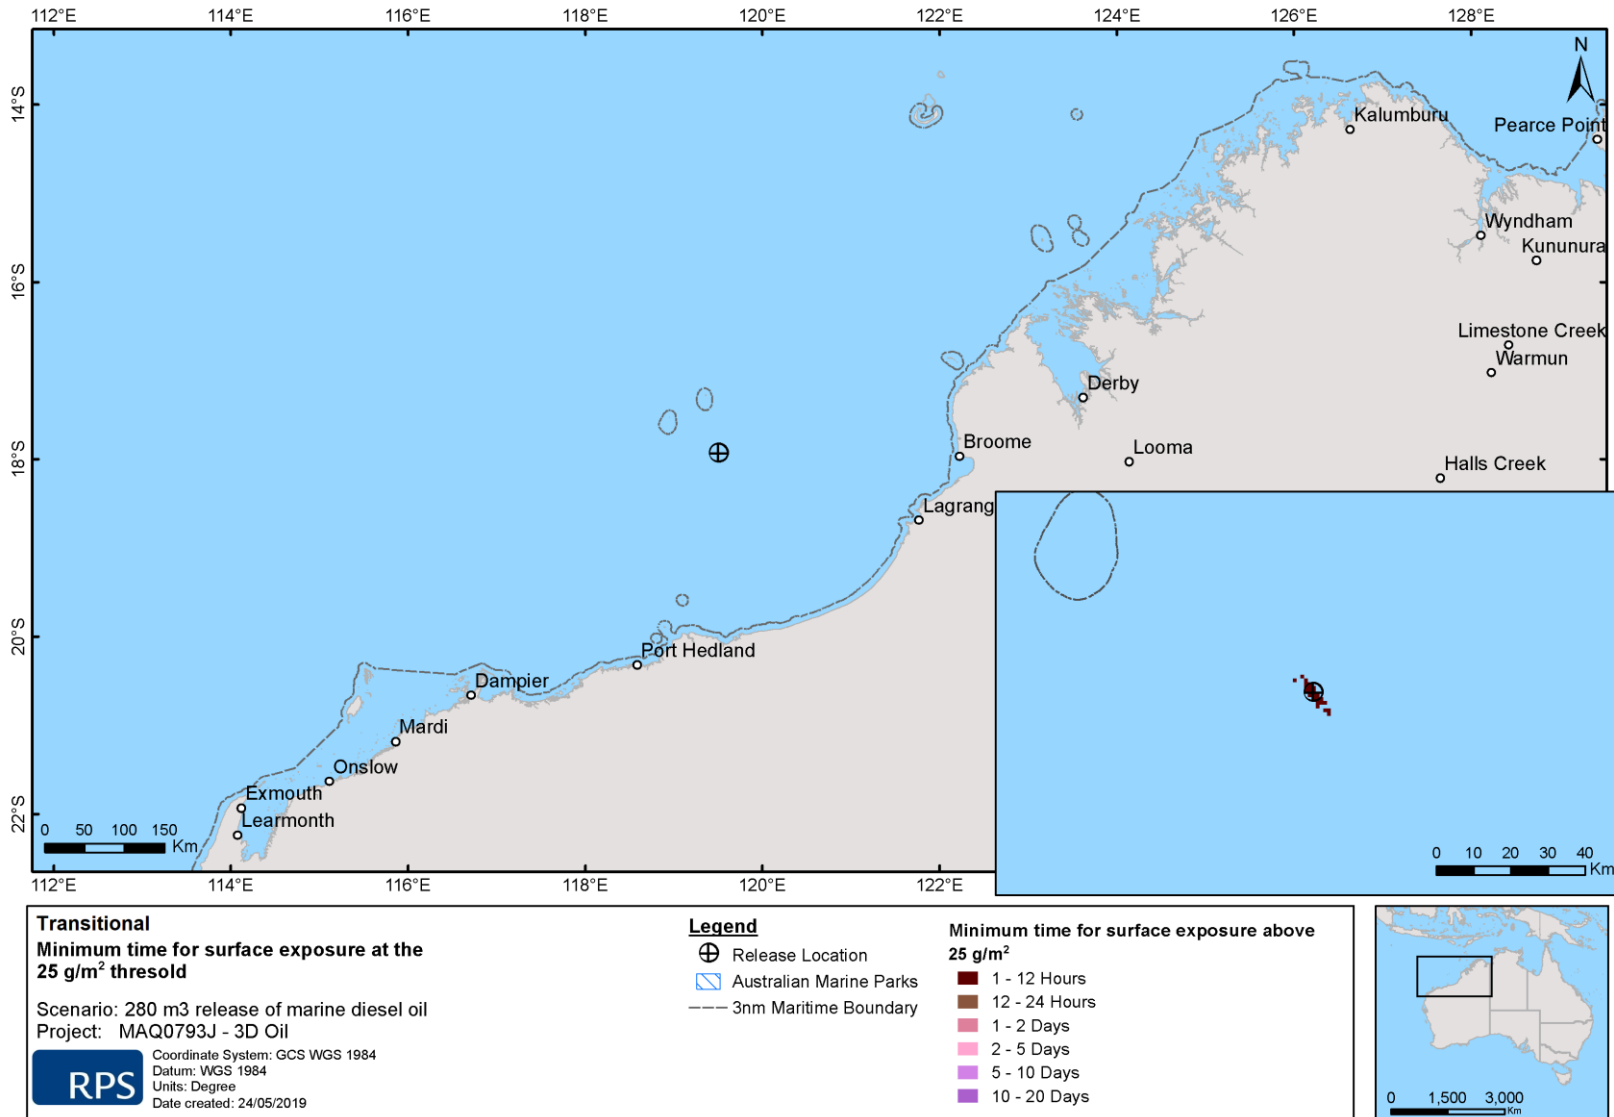 112°E 114°E 116°E 118°E 120°E 122°E 124°E 126°E 128°E
N
14°S
Kalumburu
Pearce Point
Wyndham
Kununura
16°S
Limestone Creek
Warmun
Derby
Broome
Looma
18°S
Halls Creek
Lagrang
20°S
Port Hedland
Dampier
Mardi
Onslow
22°S
Exmouth
Learmonth
0 50 100 150
Km
0 10 20 30 40
Km
112°E 114°E 116°E 118°E 120°E 122°E
Transitional
Minimum time for surface exposure at the
25 g/m² thresold
Scenario: 280 m3 release of marine diesel oil
Project: MAQ0793J - 3D Oil
RPS
Coordinate System: GCS WGS 1984
Datum: WGS 1984
Units: Degree
Date created: 24/05/2019
Legend
Release Location
Australian Marine Parks
3nm Maritime Boundary
Minimum time for surface exposure above
25 g/m²
1 - 12 Hours
12 - 24 Hours
1 - 2 Days
2 - 5 Days
5 - 10 Days
10 - 20 Days
0 1,500 3,000
Km